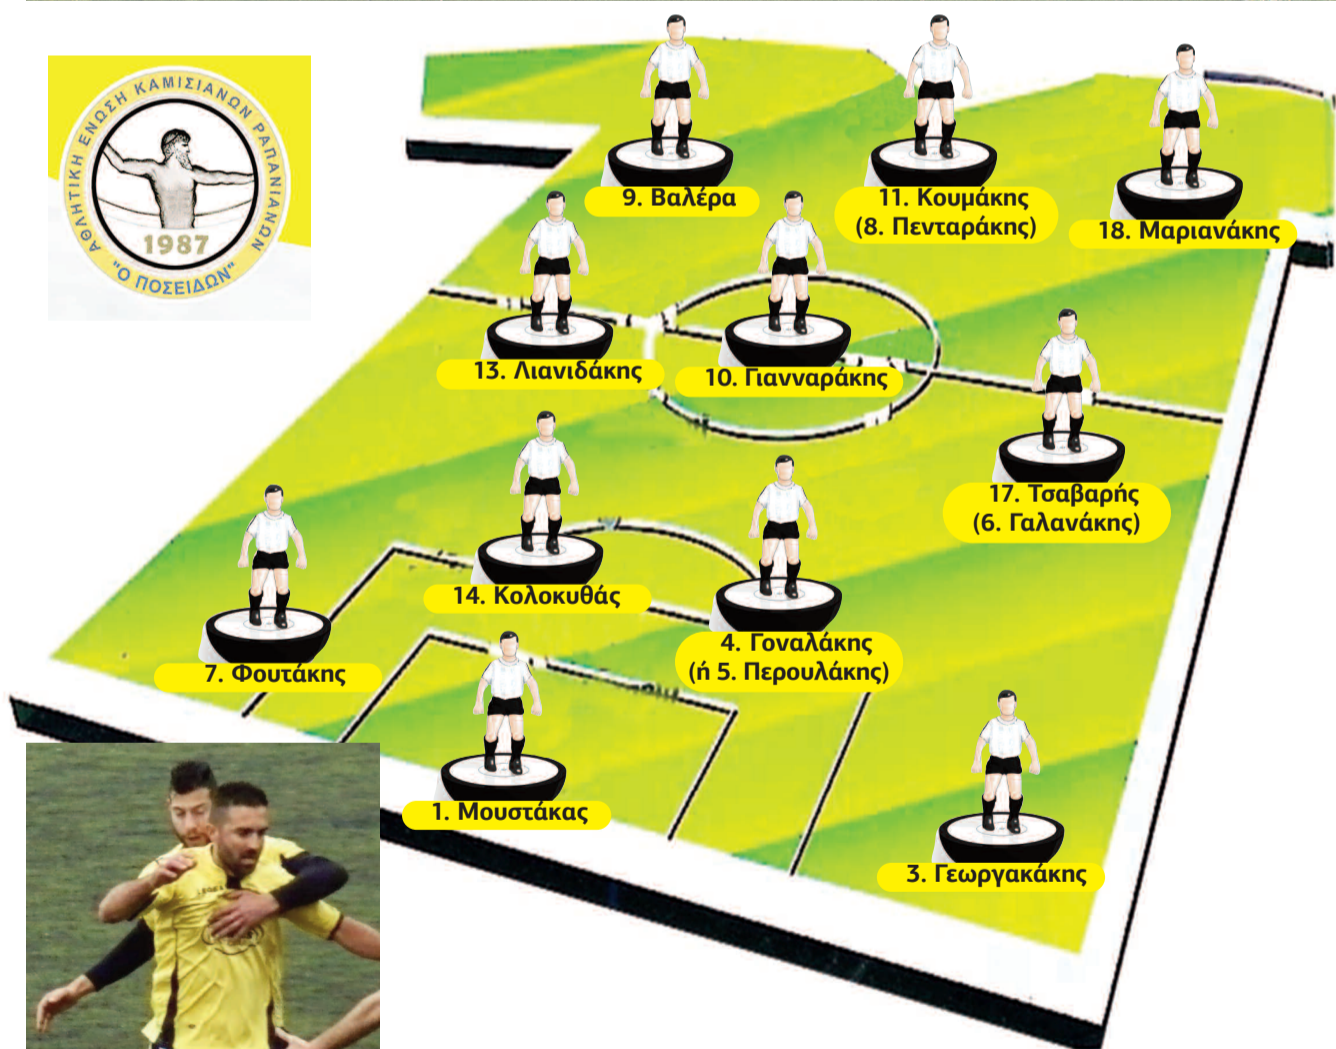 ΑΘΛΗΤΙΚΗ ΕΝΩΣΗ ΚΑΜΙΣΙΑΝΩΝ ΡΑΠΑΝΙΑΝΩΝ
1987
"Ο ΠΟΣΕΙΔΩΝ"
9. Βαλέρα
11. Κουμάκης
(8. Πενταράκης)
18. Μαριανάκης
13. Λιανιδάκης
10. Γιανναράκης
17. Τσαβαρής
(6. Γαλανάκης)
14. Κολοκυθάς
4. Γοναλάκης
(ή 5. Περουλάκης)
7. Φουτάκης
1. Μουστάκας
3. Γεωργακάκης